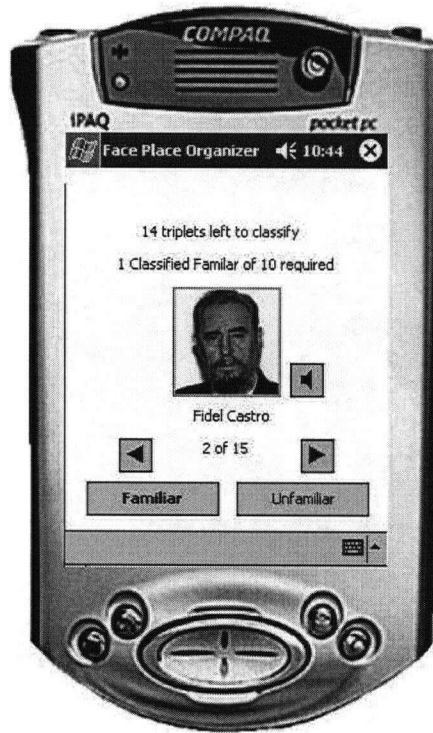 COMPAQ
iPAQ pocket pc
Face Place Organizer 10:44
14 triplets left to classify
1 Classified Familar of 10 required
Fidel Castro
2 of 15
Familiar Unfamiliar